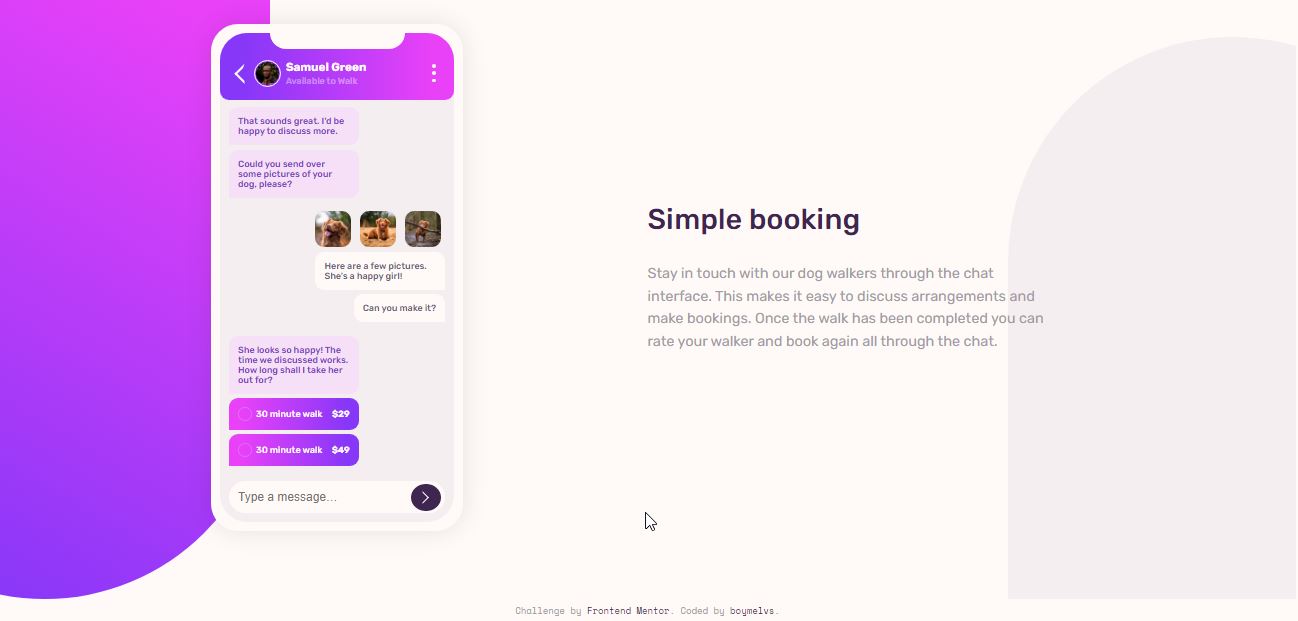 Samuel Green
Available to Walk
That sounds great. I'd be
happy to discuss more.
Could you send over
some pictures of your
dog, please?
Here are a few pictures.
She's a happy girl!
Can you make it?
She looks so happy! The
time we discussed works.
How long shall I take her
out for?
30 minute walk $29
30 minute walk $49
Type a message…
Simple booking
Stay in touch with our dog walkers through the chat
interface. This makes it easy to discuss arrangements and
make bookings. Once the walk has been completed you can
rate your walker and book again all through the chat.
Challenge by Frontend Mentor. Coded by boymelvs.